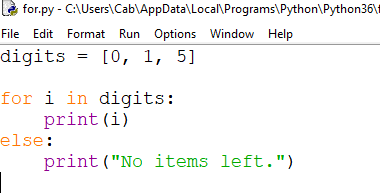 for.py - C:\Users\Cab\AppData\Local\Programs\Python\Python36\
File Edit Format Run Options Window Help
digits = [0, 1, 5]
for i in digits:
    print(i)
else:
    print("No items left.")